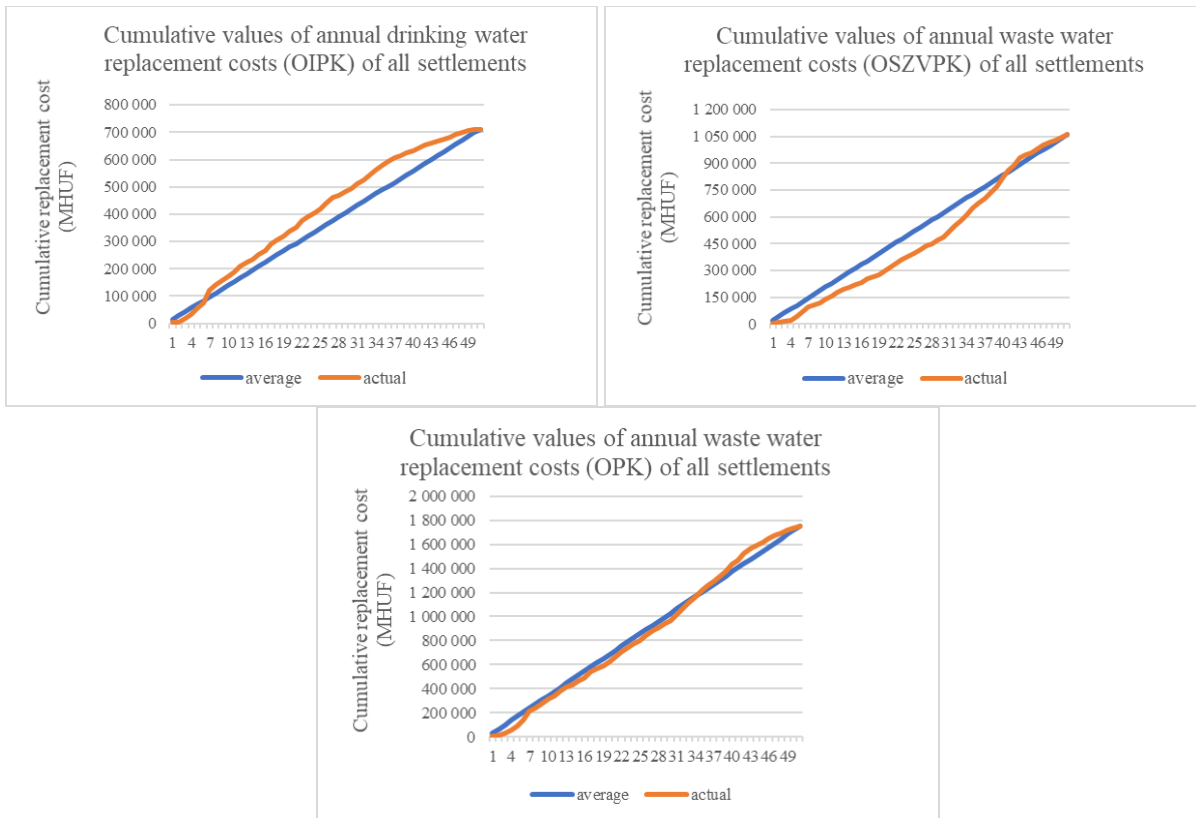 Cumulative values of annual drinking water
replacement costs (OIPK) of all settlements
Cumulative replacement cost
(MHUF)
800 000
700 000
600 000
500 000
400 000
300 000
200 000
100 000
0
1 4 7 10 13 16 19 22 25 28 31 34 37 40 43 46 49
average actual
Cumulative values of annual waste water
replacement costs (OSZVPK) of all settlements
Cumulative replacement cost
(MHUF)
1 200 000
1 050 000
900 000
750 000
600 000
450 000
300 000
150 000
0
1 4 7 10 13 16 19 22 25 28 31 34 37 40 43 46 49
average actual
Cumulative values of annual waste water
replacement costs (OPK) of all settlements
Cumulative replacement cost
(MHUF)
2 000 000
1 800 000
1 600 000
1 400 000
1 200 000
1 000 000
800 000
600 000
400 000
200 000
0
1 4 7 10 13 16 19 22 25 28 31 34 37 40 43 46 49
average actual